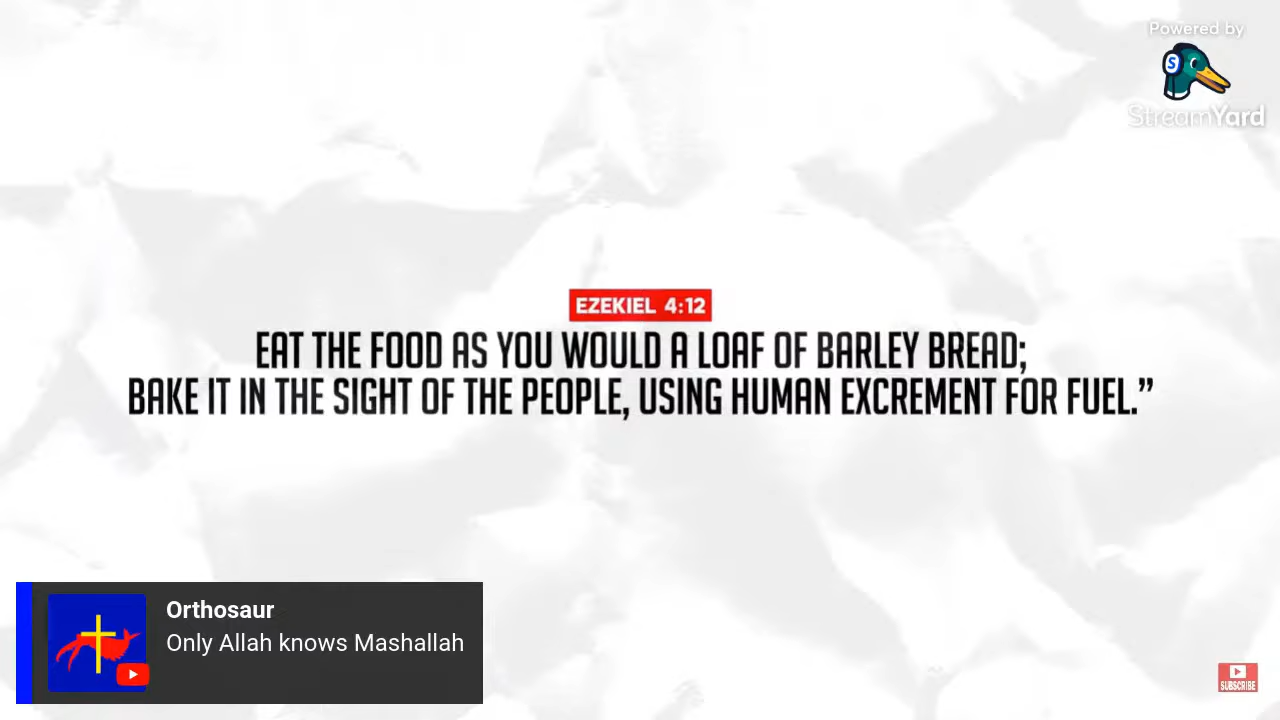 Powered by
StreamYard
EZEKIEL 4:12
EAT THE FOOD AS YOU WOULD A LOAF OF BARLEY BREAD;
BAKE IT IN THE SIGHT OF THE PEOPLE, USING HUMAN EXCREMENT FOR FUEL.”
Orthosaur
Only Allah knows Mashallah
SUBSCRIBE